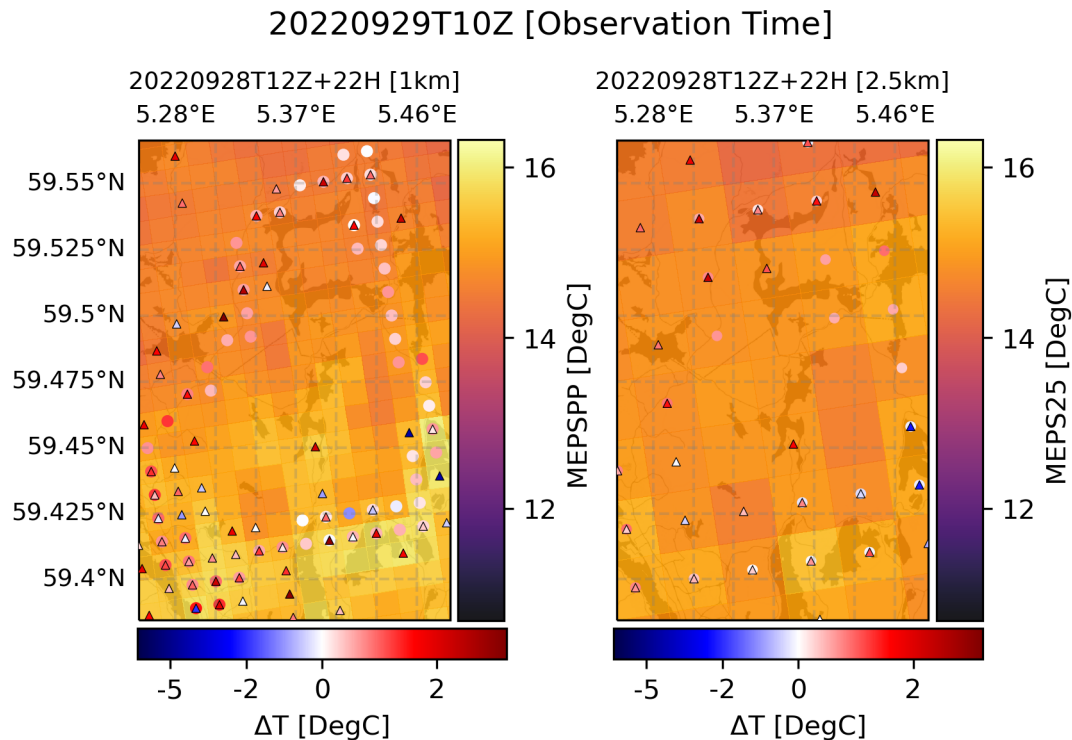 20220929T10Z [Observation Time]
20220928T12Z+22H [1km]
5.28°E 5.37°E 5.46°E
59.55°N
59.525°N
59.5°N
59.475°N
59.45°N
59.425°N
59.4°N
16
14
12
MEPSPP [DegC]
-5 -2 0 2
ΔT [DegC]
20220928T12Z+22H [2.5km]
5.28°E 5.37°E 5.46°E
16
14
12
MEPS25 [DegC]
-5 -2 0 2
ΔT [DegC]